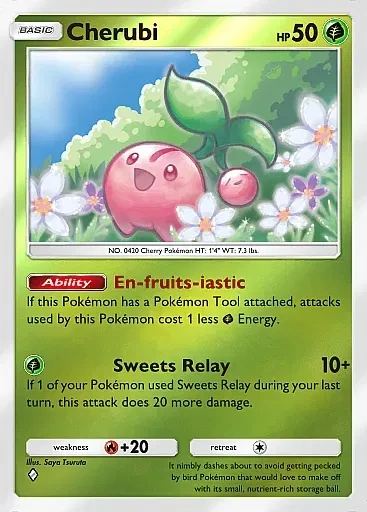 BASIC Cherubi HP 50
NO. 0420 Cherry Pokémon HT: 1'4" WT: 7.3 lbs.
Ability En-fruits-iastic
If this Pokémon has a Pokémon Tool attached, attacks
used by this Pokémon cost 1 less Energy.
Sweets Relay 10+
If 1 of your Pokémon used Sweets Relay during your last
turn, this attack does 20 more damage.
weakness +20 retreat
Illus. Saya Tsuruta
It nimbly dashes about to avoid getting pecked
by bird Pokémon that would love to make off
with its small, nutrient-rich storage ball.